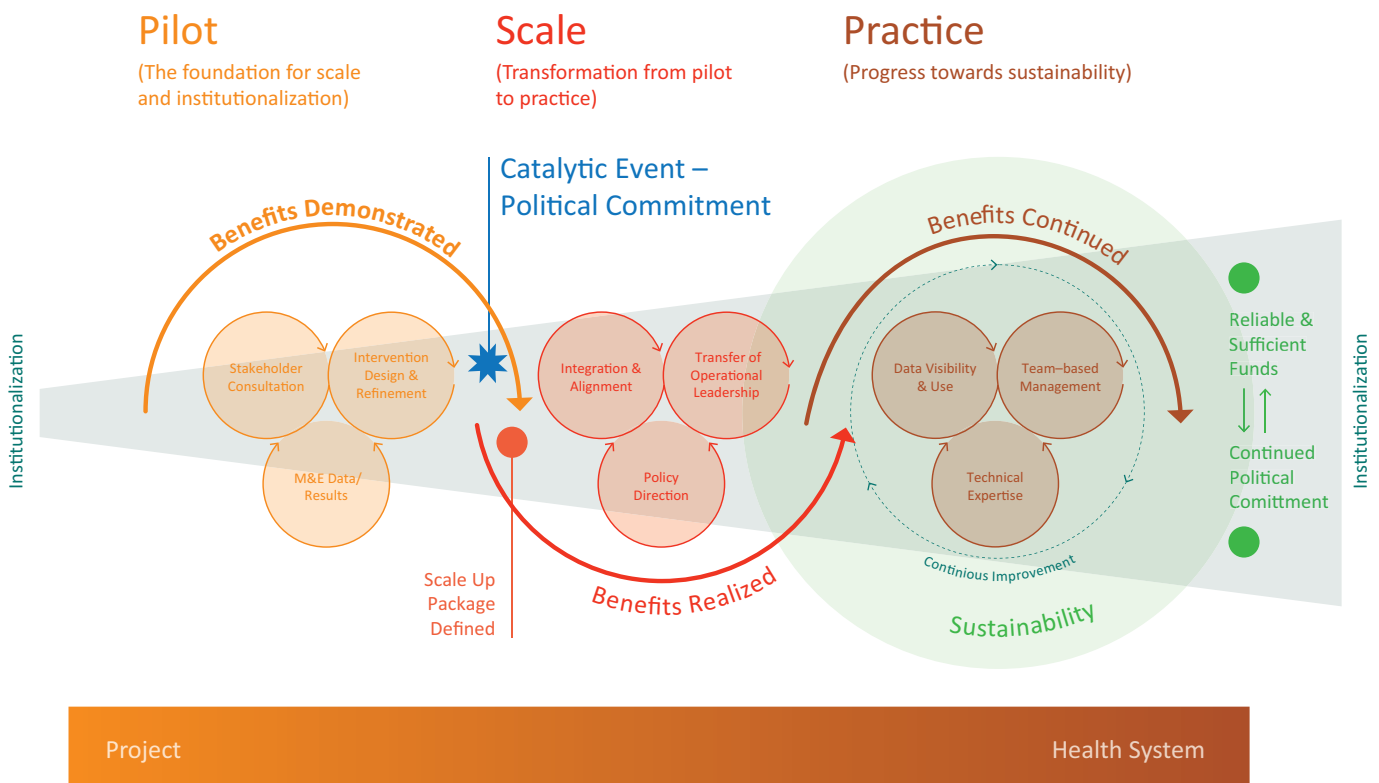 Pilot
(The foundation for scale
and institutionalization)
Scale
(Transformation from pilot
to practice)
Practice
(Progress towards sustainability)
Catalytic Event –
Political Commitment
Benefits Demonstrated
Benefits Continued
Institutionalization
Stakeholder
Consultation
Intervention
Design &
Refinement
M&E Data/
Results
Integration &
Alignment
Transfer of
Operational
Leadership
Policy
Direction
Data Visibility
& Use
Team–based
Management
Technical
Expertise
Reliable &
Sufficient
Funds
Continued
Political
Comittment
Institutionalization
Scale Up
Package
Defined
Benefits Realized
Continious Improvement
Sustainability
Project
Health System